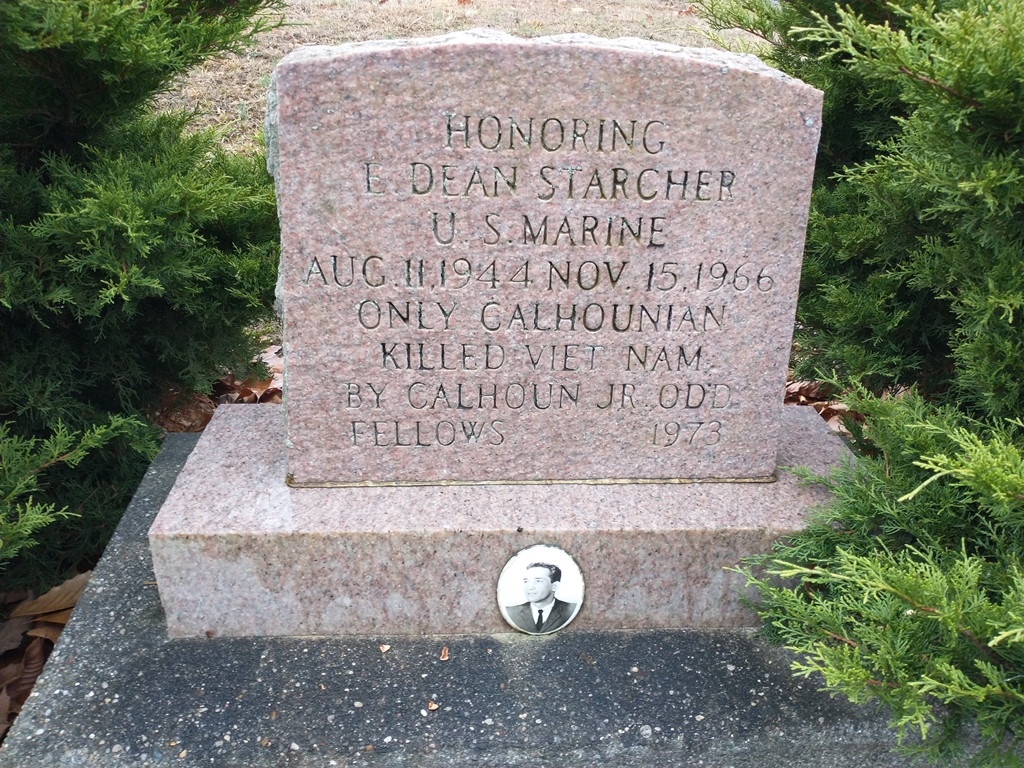 HONORING
E. DEAN STARCHER
U. S. MARINE
AUG. 11, 1944 NOV. 15, 1966
ONLY CALHOUNIAN
KILLED VIET NAM.
BY CALHOUN JR. ODD
FELLOWS 1973